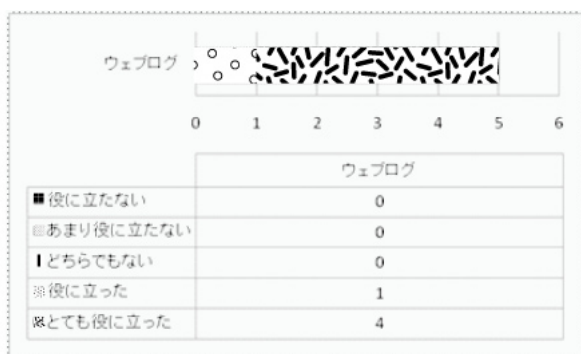 ウェブログ
0 1 2 3 4 5 6
ウェブログ
役に立たない 0
あまり役に立たない 0
どちらでもない 0
役に立った 1
とても役に立った 4